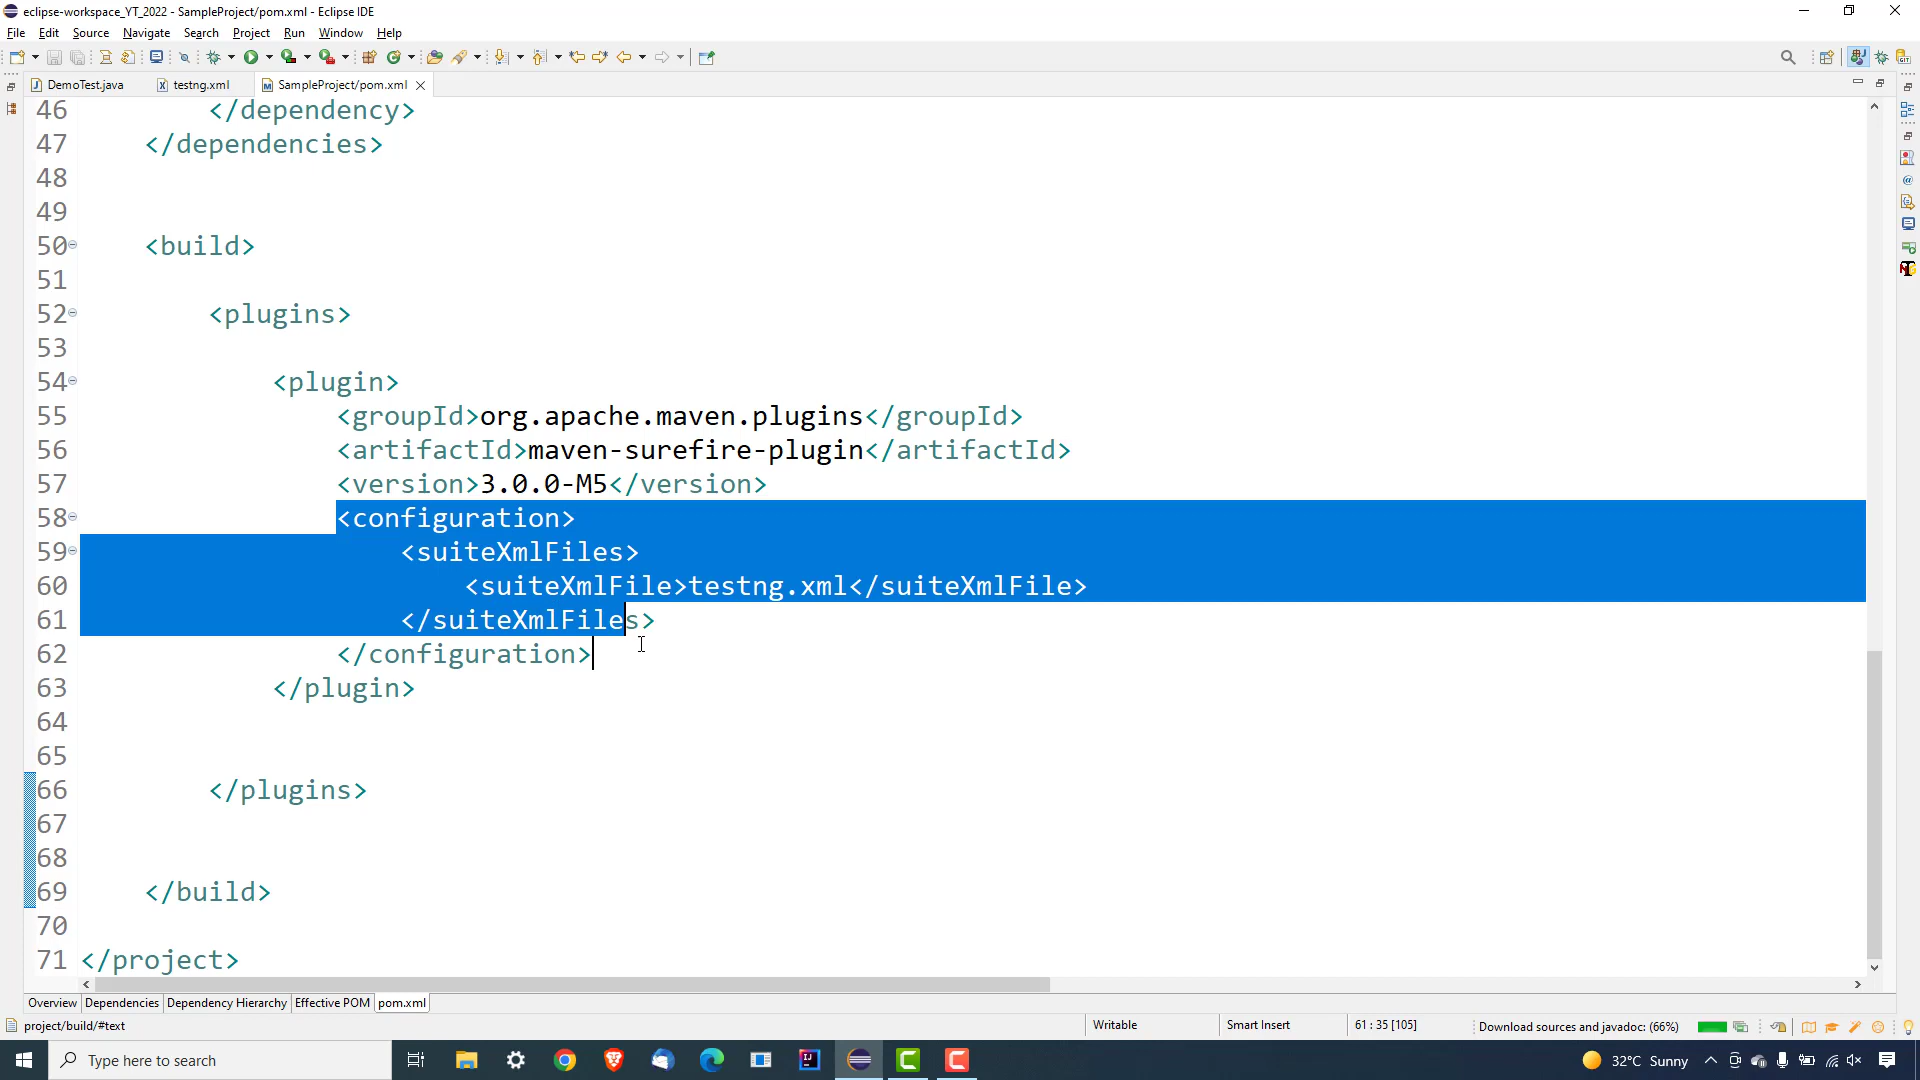 eclipse-workspace_YT_2022 - SampleProject/pom.xml - Eclipse IDE
File Edit Source Navigate Search Project Run Window Help
DemoTest.java testng.xml SampleProject/pom.xml
46 </dependency>
47 </dependencies>
48
49
50 <build>
51
52 <plugins>
53
54 <plugin>
55 <groupId>org.apache.maven.plugins</groupId>
56 <artifactId>maven-surefire-plugin</artifactId>
57 <version>3.0.0-M5</version>
58 <configuration>
59 <suiteXmlFiles>
60 <suiteXmlFile>testng.xml</suiteXmlFile>
61 </suiteXmlFiles>
62 </configuration>
63 </plugin>
64
65
66 </plugins>
67
68
69 </build>
70
71 </project>
Overview Dependencies Dependency Hierarchy Effective POM pom.xml
project/build/#text Writable Smart Insert 61 : 35 [105] Download sources and javadoc: (66%)
Type here to search 32°C Sunny